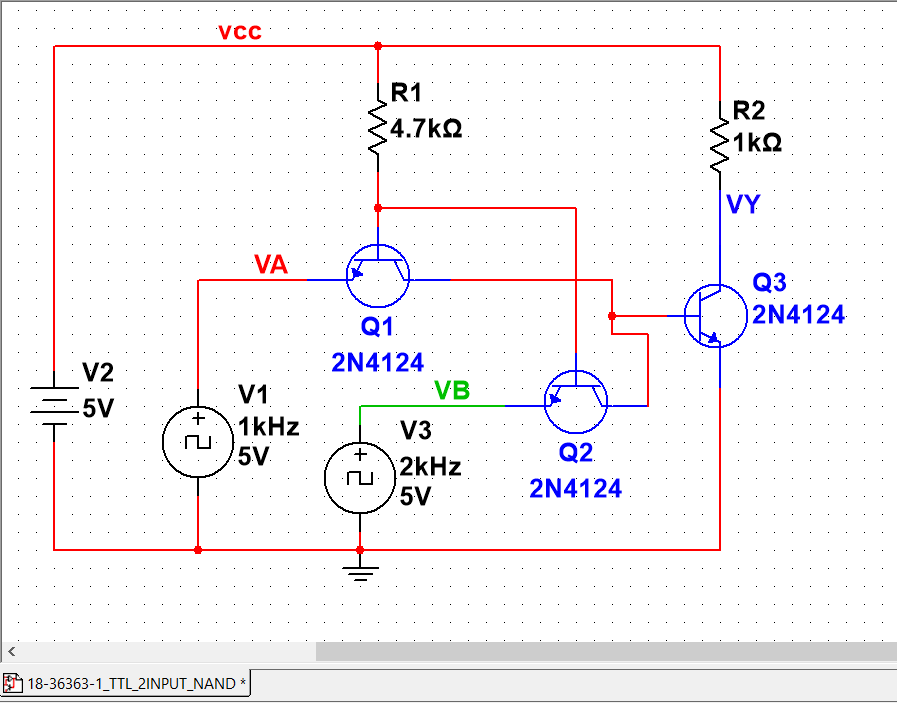 vcc
R1
4.7kΩ
R2
1kΩ
VY
VA
Q1
2N4124
Q3
2N4124
V2
5V
V1
1kHz
5V
VB
V3
2kHz
5V
Q2
2N4124
18-36363-1_TTL_2INPUT_NAND *